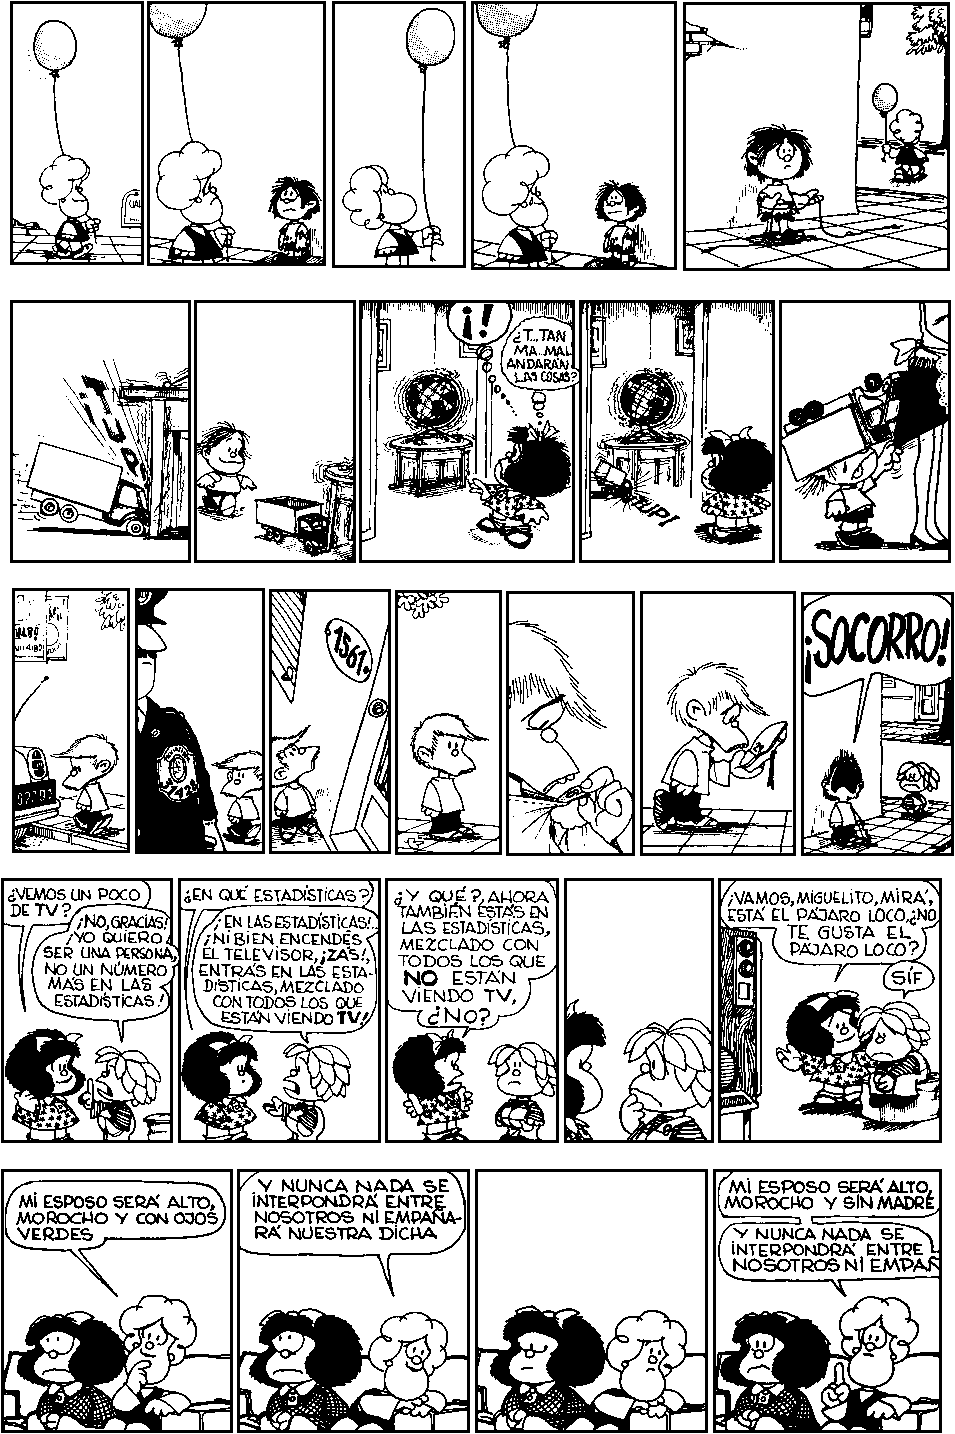 ¡TUP!
¡!
¿T...TAN
MA..MAL
ANDARÁN
LAS COSAS?
¡TUP!
7428
1561
¡SOCORRO!
¿VEMOS UN POCO
DE TV?
¡NO, GRACIAS!
¡YO QUIERO
SER UNA PERSONA,
NO UN NÚMERO
MÁS EN LAS
ESTADÍSTICAS!
¿EN QUÉ ESTADÍSTICAS?
¡EN LAS ESTADÍSTICAS!
¡NI BIEN ENCENDÉS
EL TELEVISOR, ¡ZAS!,
ENTRÁS EN LAS ESTA-
DÍSTICAS, MEZCLADO
CON TODOS LOS QUE
ESTÁN VIENDO TV!
¿Y QUÉ?, AHORA
TAMBIÉN ESTÁS EN
LAS ESTADÍSTICAS,
MEZCLADO CON
TODOS LOS QUE
NO ESTÁN
VIENDO TV,
¿NO?
¡VAMOS, MIGUELITO, MIRÁ,
ESTÁ EL PÁJARO LOCO, ¿NO
TE GUSTA EL
PÁJARO LOCO?
SÍF
MI ESPOSO SERÁ ALTO,
MOROCHO Y CON OJOS
VERDES
Y NUNCA NADA SE
INTERPONDRÁ ENTRE
NOSOTROS NI EMPAÑA-
RÁ NUESTRA DICHA
MI ESPOSO SERÁ ALTO,
MOROCHO Y SIN MADRE
Y NUNCA NADA SE
INTERPONDRÁ ENTRE
NOSOTROS NI EMPAÑ